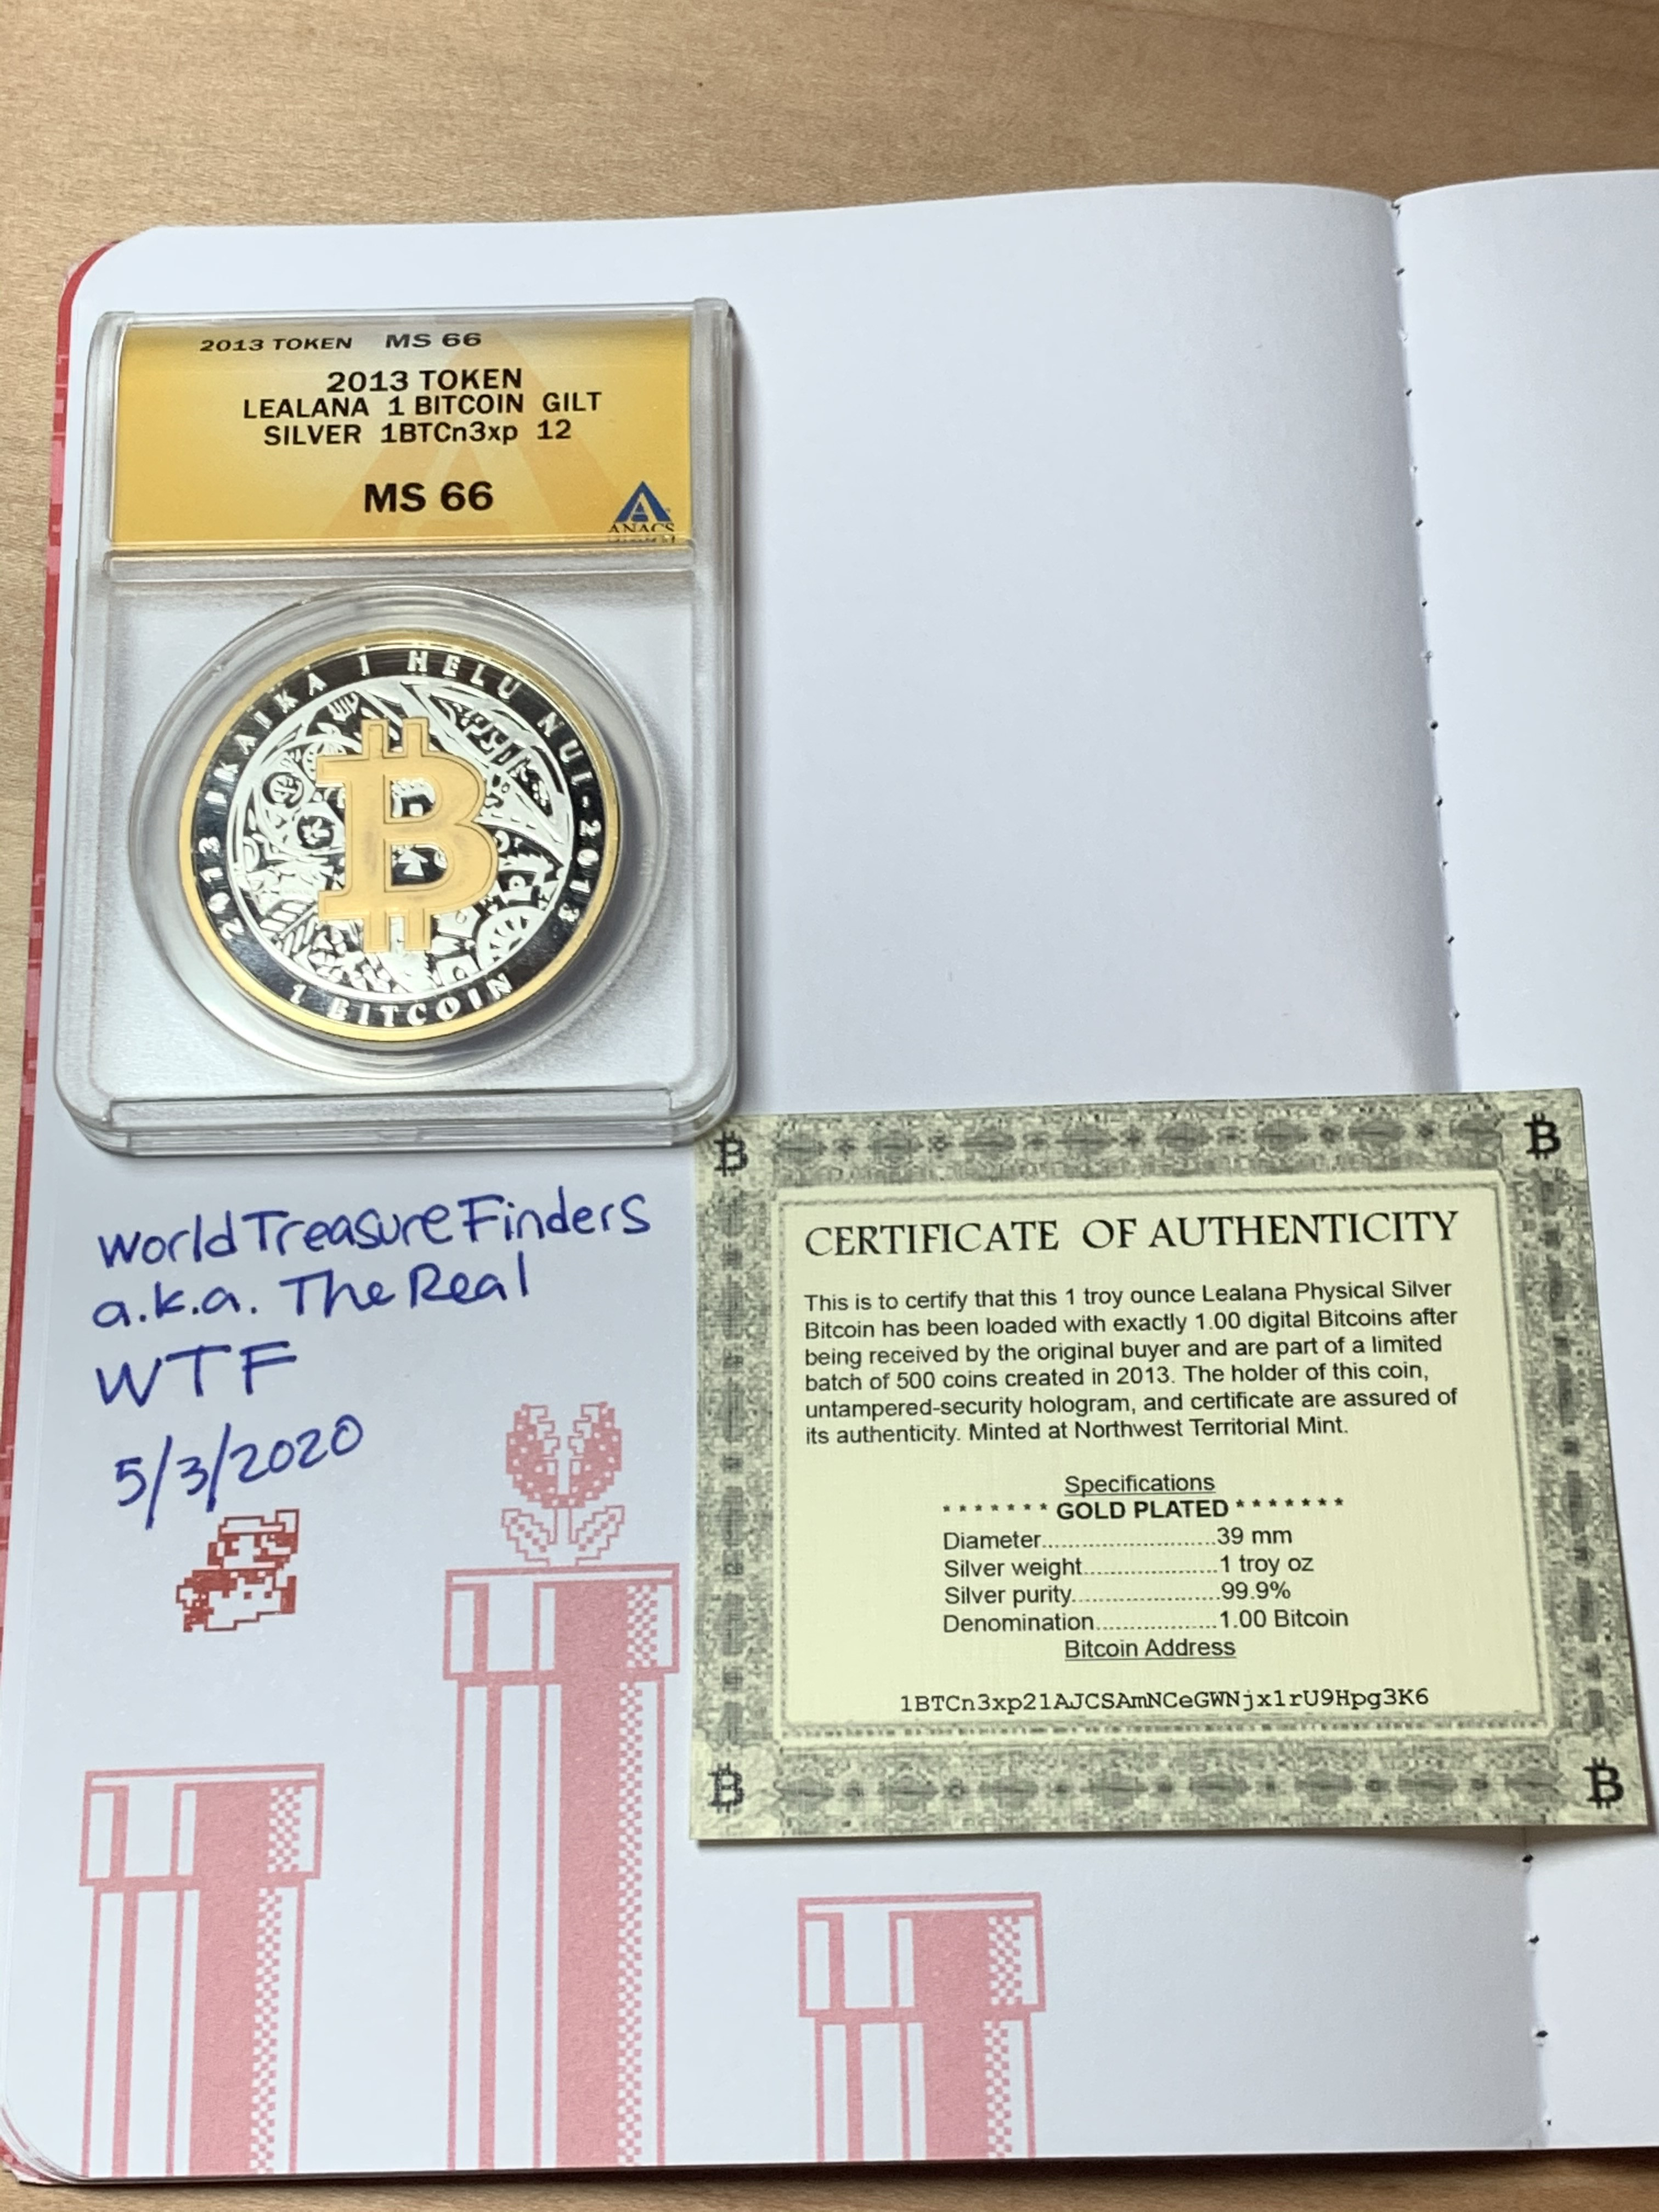 2013 TOKEN MS 66
2013 TOKEN
LEALANA 1 BITCOIN GILT
SILVER 1BTCn3xp 12
MS 66
ANACS
2013 PKAIKA 1 HELU NUI-2013
1 BITCOIN
WorldTreasureFinders
a.k.a. The Real
WTF
5/3/2020
CERTIFICATE OF AUTHENTICITY
This is to certify that this 1 troy ounce Lealana Physical Silver
Bitcoin has been loaded with exactly 1.00 digital Bitcoins after
being received by the original buyer and are part of a limited
batch of 500 coins created in 2013. The holder of this coin,
untampered-security hologram, and certificate are assured of
its authenticity. Minted at Northwest Territorial Mint.
Specifications
* * * * * * * GOLD PLATED * * * * * * *
Diameter............................39 mm
Silver weight......................1 troy oz
Silver purity........................99.9%
Denomination....................1.00 Bitcoin
Bitcoin Address
1BTCn3xp21AJCSAmNCeGWNjx1rU9Hpg3K6